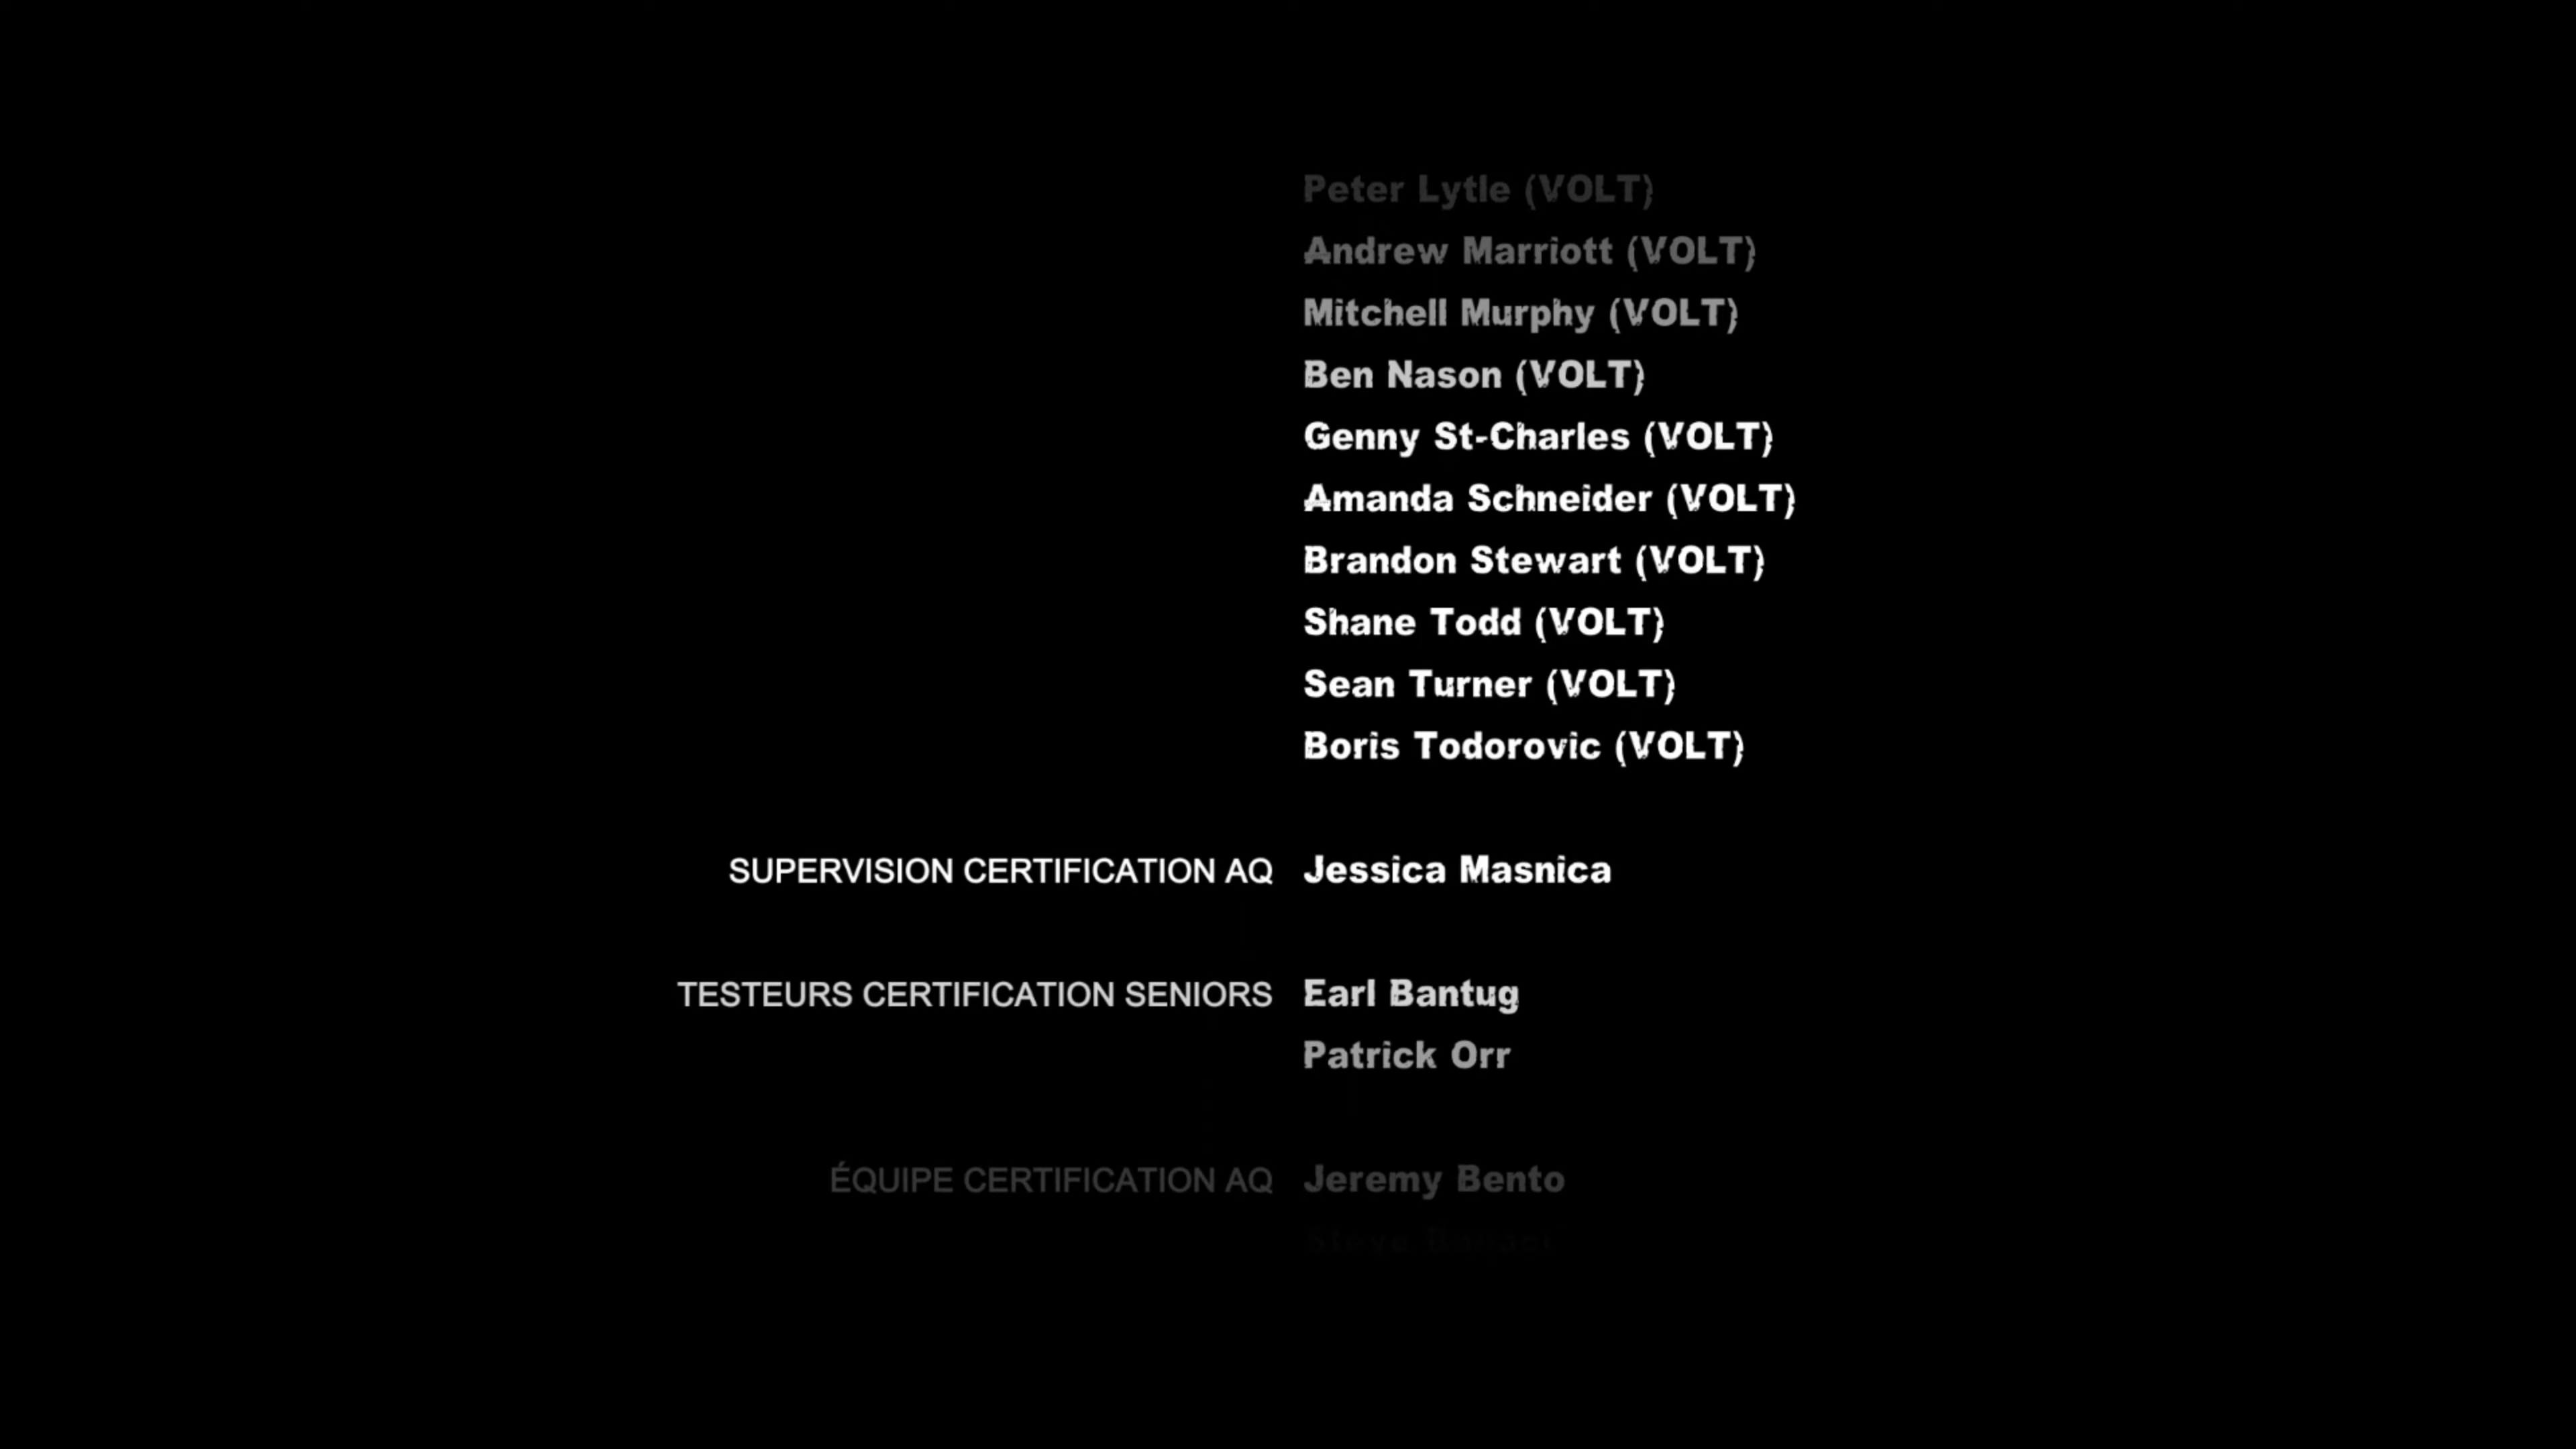 Peter Lytle (VOLT)
Andrew Marriott (VOLT)
Mitchell Murphy (VOLT)
Ben Nason (VOLT)
Genny St-Charles (VOLT)
Amanda Schneider (VOLT)
Brandon Stewart (VOLT)
Shane Todd (VOLT)
Sean Turner (VOLT)
Boris Todorovic (VOLT)
SUPERVISION CERTIFICATION AQ Jessica Masnica
TESTEURS CERTIFICATION SENIORS Earl Bantug
Patrick Orr
ÉQUIPE CERTIFICATION AQ Jeremy Bento
Steve